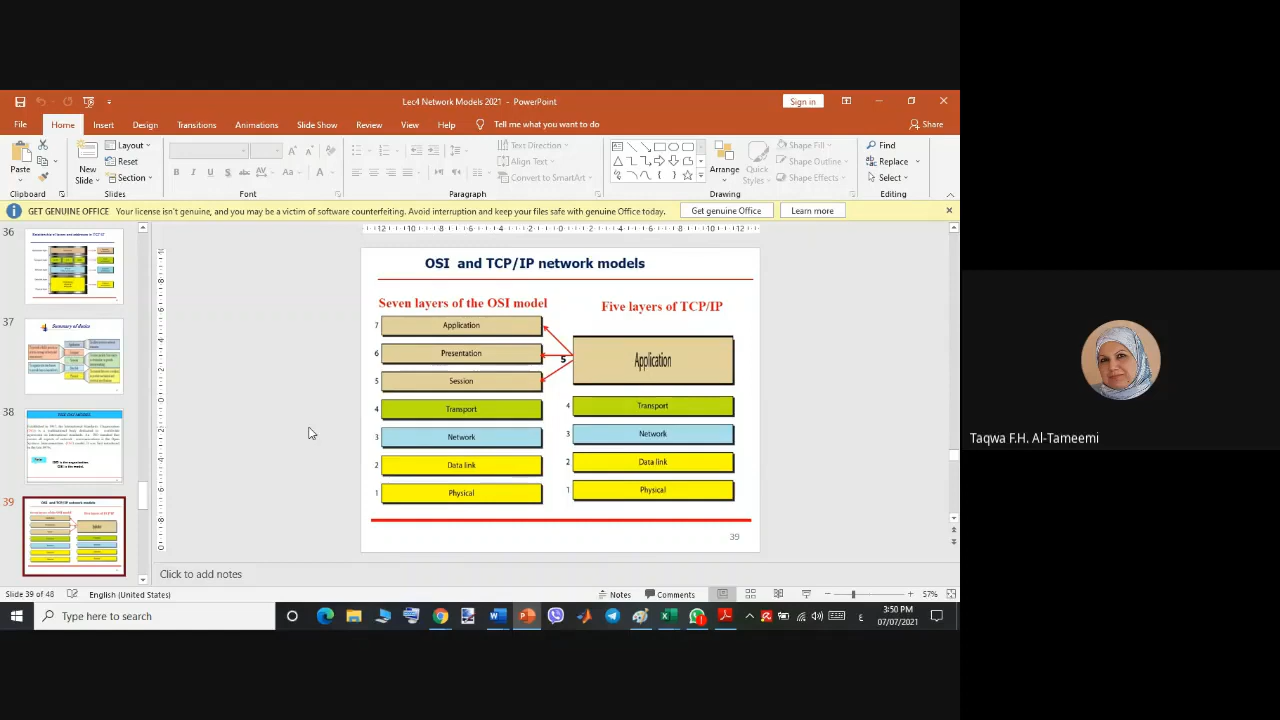 Lec4 Network Models 2021 - PowerPoint
Sign in
File Home Insert Design Transitions Animations Slide Show Review View Help Tell me what you want to do Share
Paste
Clipboard
New Slide
Layout
Reset
Section
Slides
B I U S abc AV Aa A
Font
Text Direction
Align Text
Convert to SmartArt
Paragraph
Arrange
Quick Styles
Shape Fill
Shape Outline
Shape Effects
Drawing
Find
Replace
Select
Editing
GET GENUINE OFFICE Your license isn't genuine, and you may be a victim of software counterfeiting. Avoid interruption and keep your files safe with genuine Office today. Get genuine Office Learn more
36
37
Summary of duties
38
39
OSI and TCP/IP network models
Seven layers of the OSI model
Five layers of TCP/IP
7 Application
6 Presentation
5 Session
4 Transport
3 Network
2 Data link
1 Physical
5 Application
4 Transport
3 Network
2 Data link
1 Physical
39
Click to add notes
Slide 39 of 48 English (United States) Notes Comments 57%
Type here to search
3:50 PM
07/07/2021
Taqwa F.H. Al-Tameemi